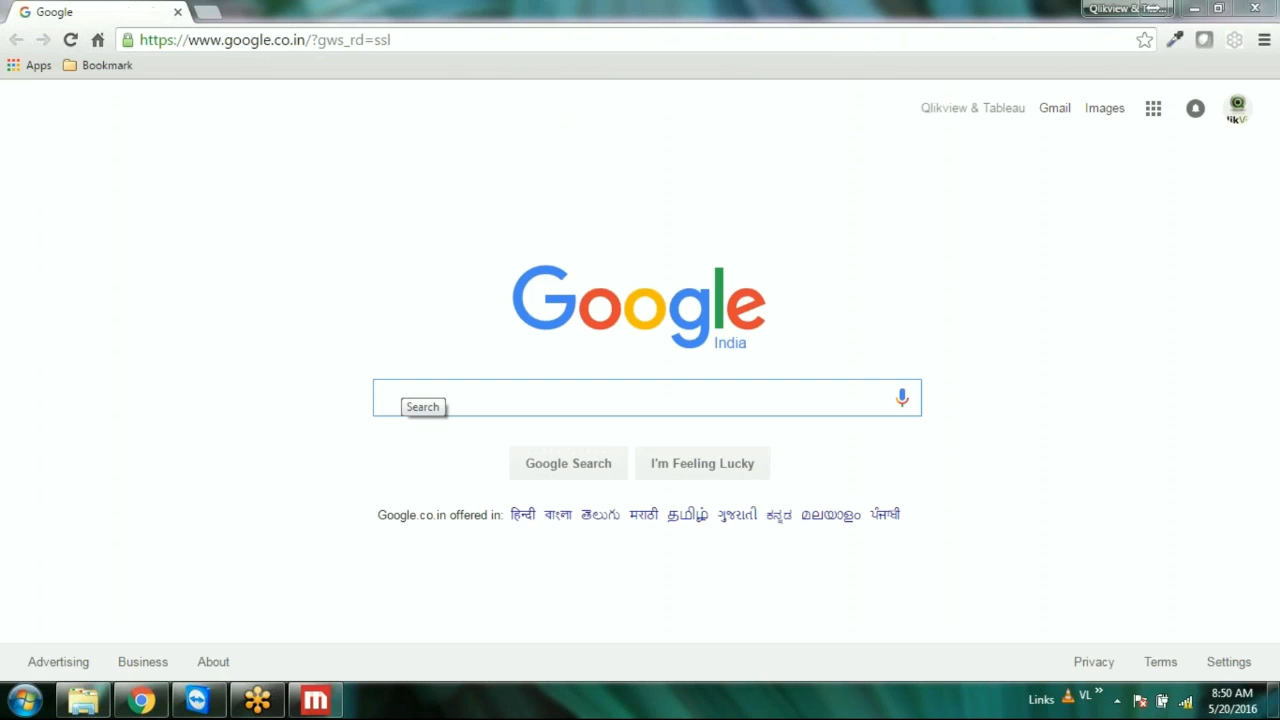 Google
Qlikview & T...
https://www.google.co.in/?gws_rd=ssl
Apps Bookmark
Qlikview & Tableau Gmail Images
Google
India
Search
Google Search I'm Feeling Lucky
Google.co.in offered in: हिन्दी বাংলা తెలుగు मराठी தமிழ் ગુજરાતી ಕನ್ನಡ മലയാളം ਪੰਜਾਬੀ
Advertising Business About Privacy Terms Settings
Links VL »
8:50 AM
5/20/2016